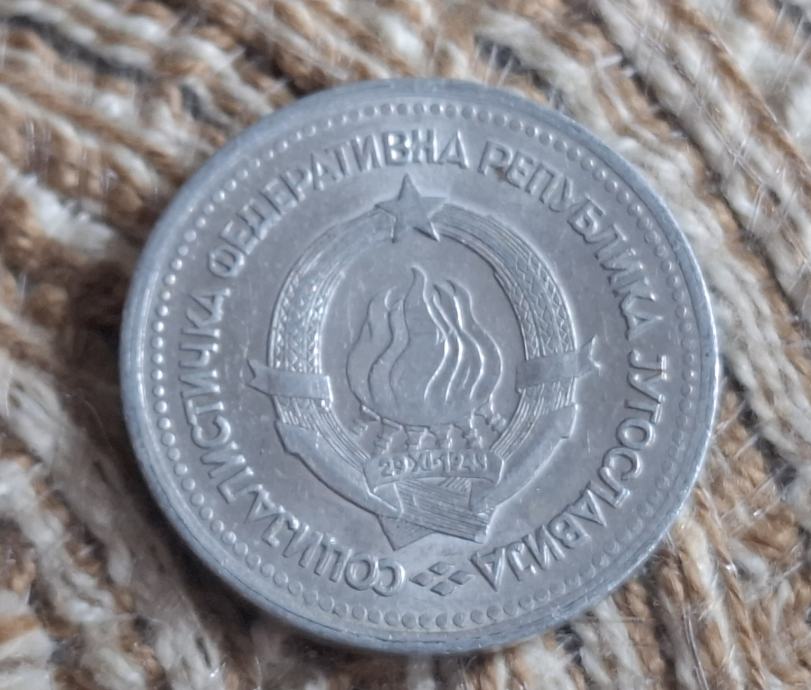 СОЦИЈАЛИСТИЧКА ФЕДЕРАТИВНА РЕПУБЛИКА ЈУГОСЛАВИЈА
29·XI·1943